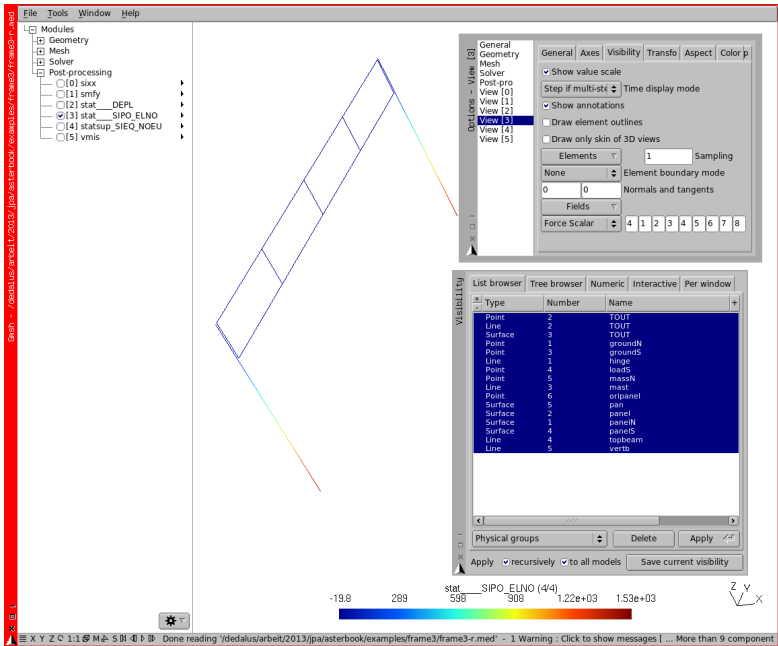 File Tools Window Help
Modules
Geometry
Mesh
Solver
Post-processing
[0] sixx
[1] smfy
[2] stat____DEPL
[3] stat____SIPO_ELNO
[4] statsup_SIEQ_NOEU
[5] vmis
Gmsh - /dedalus/arbeit/2013/jpa/asterbook/examples/frame3/frame3-r.med
Options - View [3]
General
Geometry
Mesh
Solver
Post-pro
View [0]
View [1]
View [2]
View [3]
View [4]
View [5]
General Axes Visibility Transfo Aspect Color p
Show value scale
Step if multi-ste Time display mode
Show annotations
Draw element outlines
Draw only skin of 3D views
Elements 1 Sampling
None Element boundary mode
0 0 Normals and tangents
Fields
Force Scalar 4 1 2 3 4 5 6 7 8
Visibility
List browser Tree browser Numeric Interactive Per window
* - Type Number Name +
Point 2 TOUT
Line 2 TOUT
Surface 3 TOUT
Point 1 groundN
Point 3 groundS
Line 1 hinge
Point 4 loadS
Point 5 massN
Line 3 mast
Point 6 oripanel
Surface 5 pan
Surface 2 panel
Surface 1 panelN
Surface 4 panelS
Line 4 topbeam
Line 5 vertb
Physical groups Delete Apply
Apply recursively to all models Save current visibility
stat____SIPO_ELNO (4/4)
-19.8 289 598 908 1.22e+03 1.53e+03
Z Y X
X Y Z 1:1 M S Done reading '/dedalus/arbeit/2013/jpa/asterbook/examples/frame3/frame3-r.med' - 1 Warning : Click to show messages [ ... More than 9 component